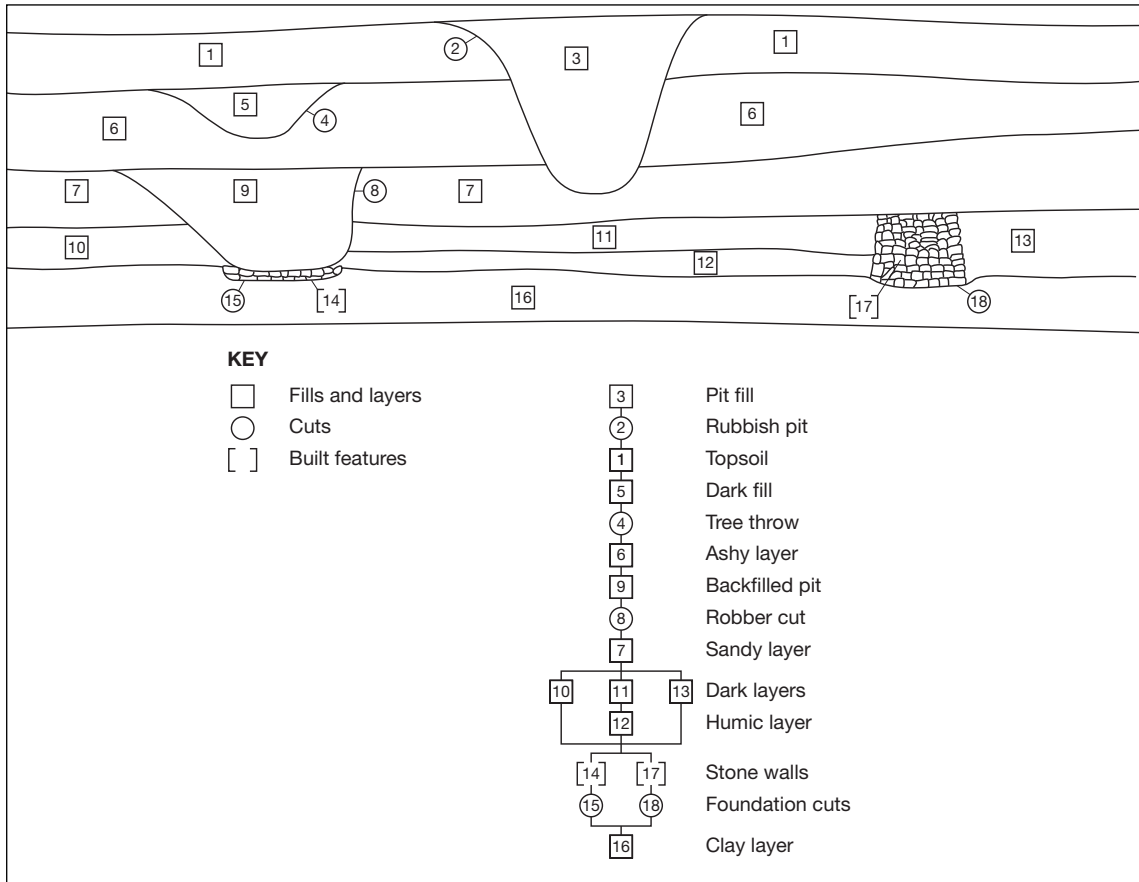 1
2
3
1
5
4
6
6
7
9
8
7
10
11
12
13
15
[14]
16
[17]
18
KEY
Fills and layers
Cuts
[ ] Built features
3 Pit fill
2 Rubbish pit
1 Topsoil
5 Dark fill
4 Tree throw
6 Ashy layer
9 Backfilled pit
8 Robber cut
7 Sandy layer
10 11 13 Dark layers
12 Humic layer
[14] [17] Stone walls
15 18 Foundation cuts
16 Clay layer